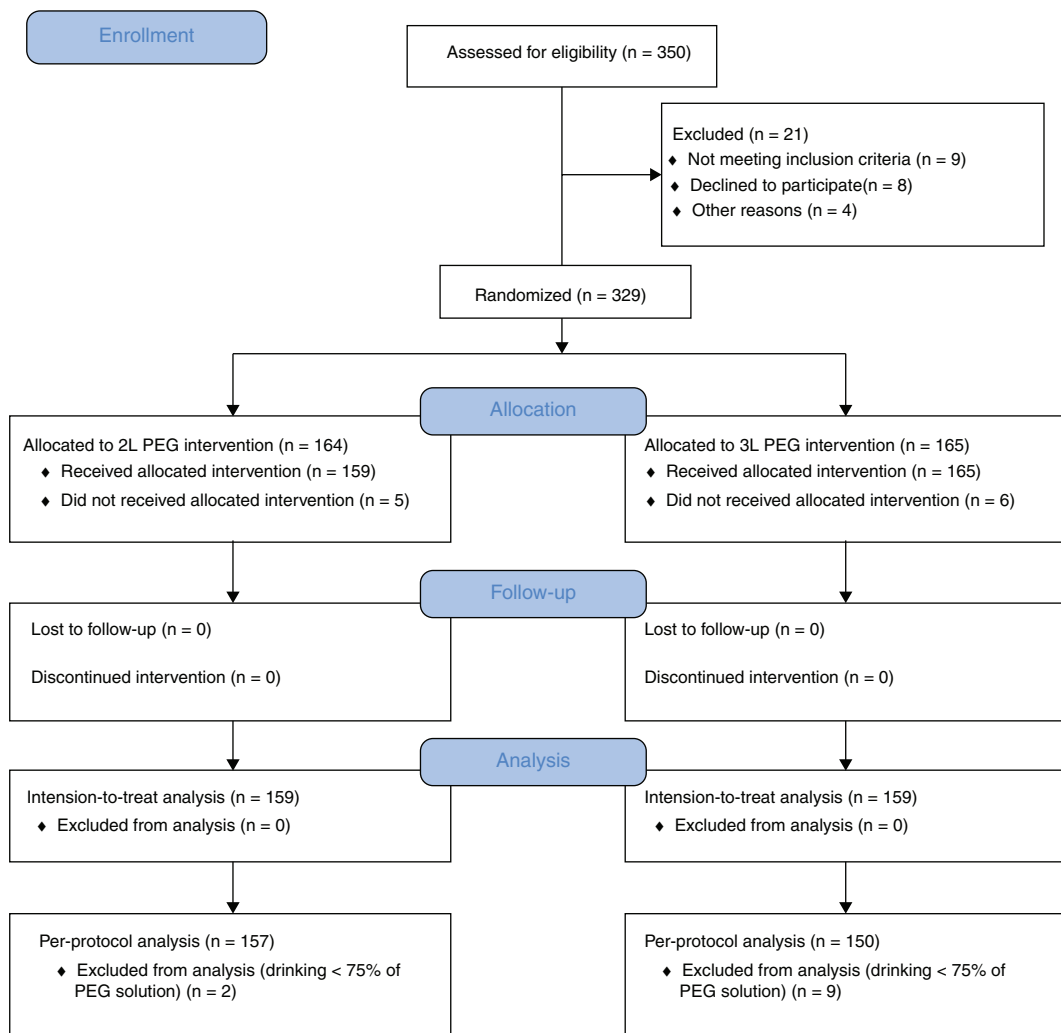 Enrollment
Assessed for eligibility (n = 350)
Excluded (n = 21)
♦ Not meeting inclusion criteria (n = 9)
♦ Declined to participate(n = 8)
♦ Other reasons (n = 4)
Randomized (n = 329)
Allocation
Allocated to 2L PEG intervention (n = 164)
♦ Received allocated intervention (n = 159)
♦ Did not received allocated intervention (n = 5)
Allocated to 3L PEG intervention (n = 165)
♦ Received allocated intervention (n = 165)
♦ Did not received allocated intervention (n = 6)
Follow-up
Lost to follow-up (n = 0)
Discontinued intervention (n = 0)
Lost to follow-up (n = 0)
Discontinued intervention (n = 0)
Analysis
Intension-to-treat analysis (n = 159)
♦ Excluded from analysis (n = 0)
Intension-to-treat analysis (n = 159)
♦ Excluded from analysis (n = 0)
Per-protocol analysis (n = 157)
♦ Excluded from analysis (drinking < 75% of
PEG solution) (n = 2)
Per-protocol analysis (n = 150)
♦ Excluded from analysis (drinking < 75% of
PEG solution) (n = 9)